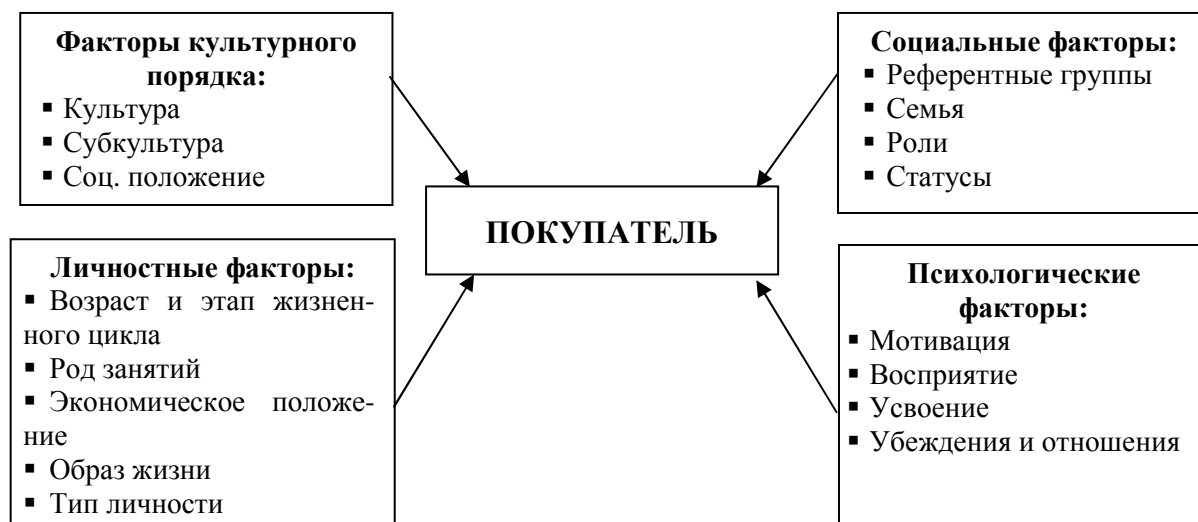 Факторы культурного
порядка:
▪ Культура
▪ Субкультура
▪ Соц. положение
Социальные факторы:
▪ Референтные группы
▪ Семья
▪ Роли
▪ Статусы
ПОКУПАТЕЛЬ
Личностные факторы:
▪ Возраст и этап жизнен-
ного цикла
▪ Род занятий
▪ Экономическое положе-
ние
▪ Образ жизни
▪ Тип личности
Психологические
факторы:
▪ Мотивация
▪ Восприятие
▪ Усвоение
▪ Убеждения и отношения